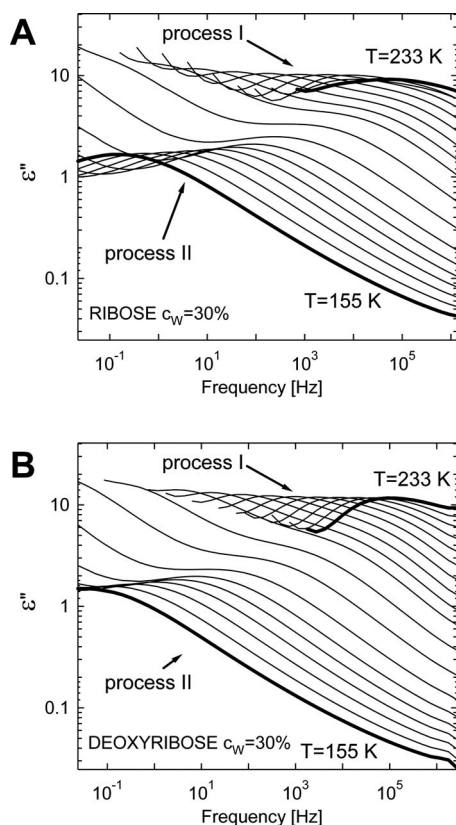 A
process I
T=233 K
10
1
0.1
ε"
process II
T=155 K
RIBOSE c_W=30%
10^-1 10^1 10^3 10^5
Frequency [Hz]
B
process I
T=233 K
10
1
0.1
ε"
process II
DEOXYRIBOSE c_W=30%
T=155 K
10^-1 10^1 10^3 10^5
Frequency [Hz]